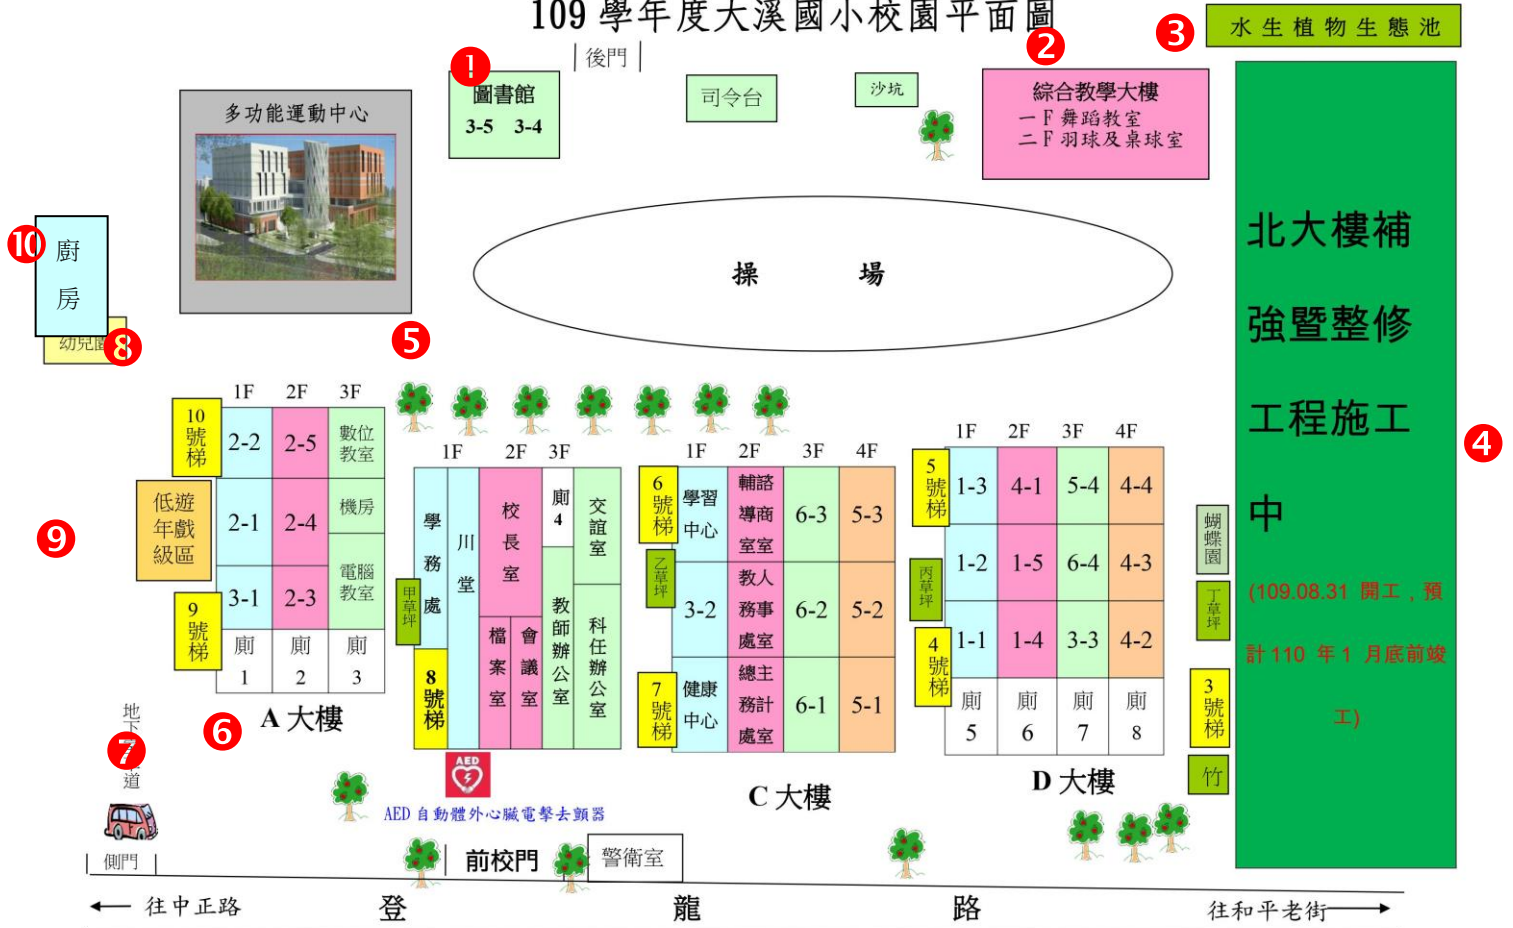 109 學年度大溪國小校園平面圖
❶
❷
❸
水生植物生態池
後門
圖書館
3-5 3-4
司令台
沙坑
綜合教學大樓
一F 舞蹈教室
二F 羽球及桌球室
多功能運動中心
❿
廚
房
幼兒
❽
❺
操 場
北大樓補
強暨整修
工程施工
中
(109.08.31 開工，預
計110 年1 月底前竣
工)
❹
1F 2F 3F
10
號
梯
2-2 2-5 數位
教室
低遊
年戲
級區
2-1 2-4 機房
電腦
教室
9
號
梯
3-1 2-3
廁 廁 廁
1 2 3
A 大樓
❾
❻
❼
地下
道
側門
1F 2F 3F
甲草坪
學務處
8
號
梯
川堂
校長室
檔案室
會議室
廁
4
教師辦公室
交誼室
科任辦公室
AED
AED 自動體外心臟電擊去顫器
1F 2F 3F 4F
6
號
梯
乙草坪
7
號
梯
學習
中心
輔諮
導商
室室
6-3 5-3
3-2
教人
務事
處室
6-2 5-2
健康
中心
總主
務計
處室
6-1 5-1
C 大樓
1F 2F 3F 4F
5
號
梯
丙草坪
4
號
梯
1-3 4-1 5-4 4-4
1-2 1-5 6-4 4-3
1-1 1-4 3-3 4-2
廁 廁 廁 廁
5 6 7 8
D 大樓
蝴蝶園
丁草坪
3
號
梯
竹
前校門
警衛室
往中正路 登 龍 路 往和平老街